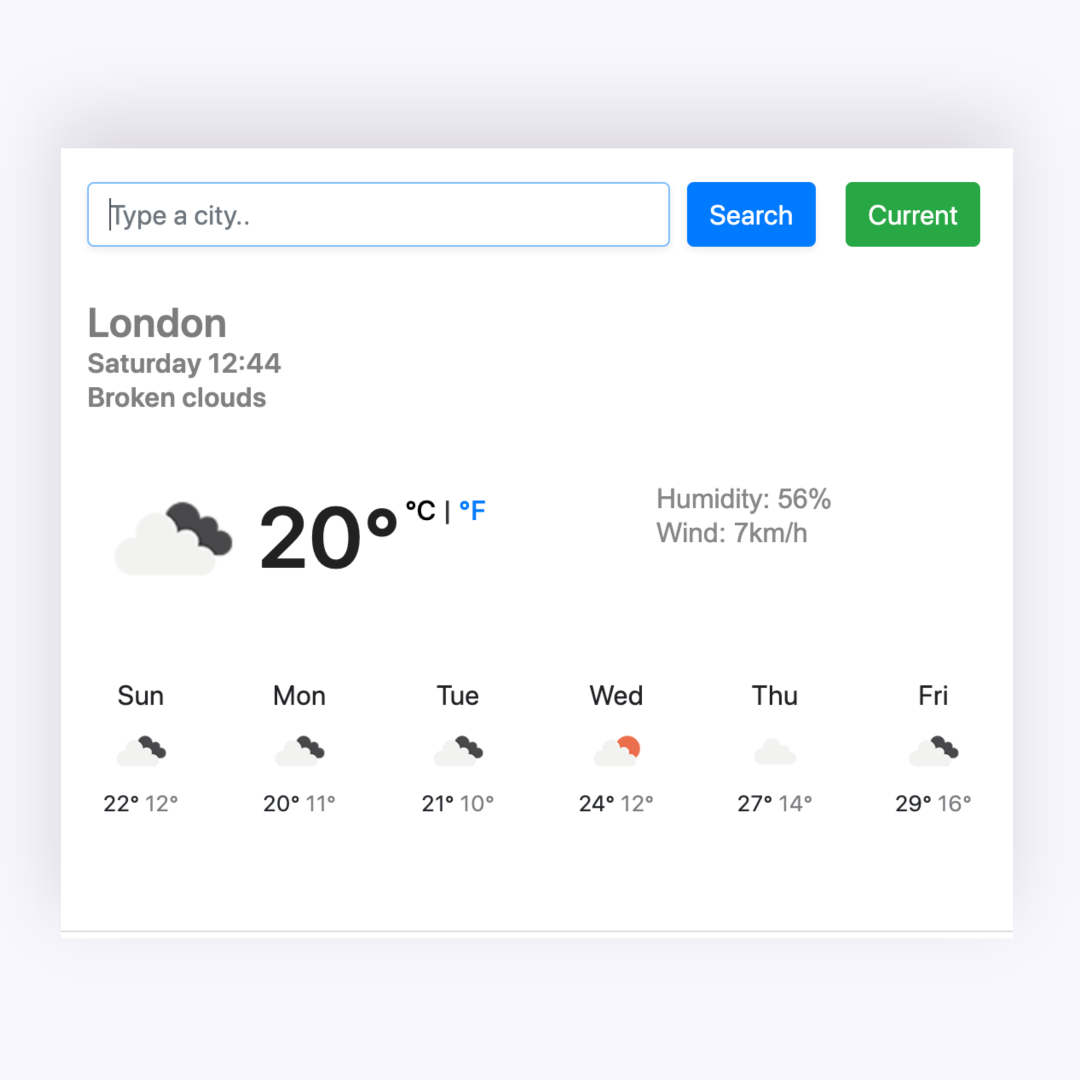 Type a city.. Search Current
London
Saturday 12:44
Broken clouds
20° °C | °F
Humidity: 56%
Wind: 7km/h
Sun Mon Tue Wed Thu Fri
22° 12° 20° 11° 21° 10° 24° 12° 27° 14° 29° 16°